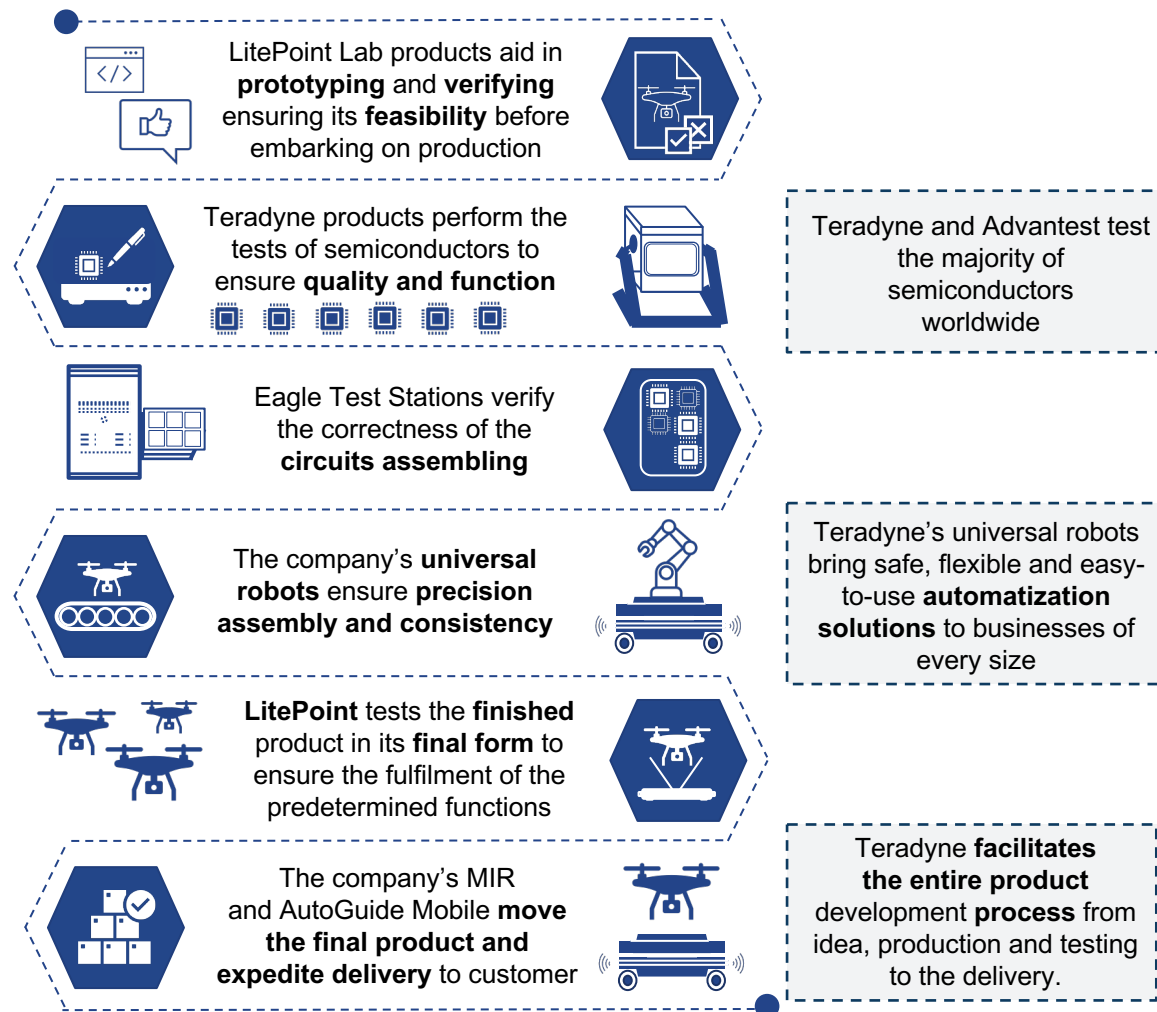 LitePoint Lab products aid in
prototyping and verifying
ensuring its feasibility before
embarking on production
</>
Teradyne products perform the
tests of semiconductors to
ensure quality and function
Teradyne and Advantest test
the majority of
semiconductors
worldwide
Eagle Test Stations verify
the correctness of the
circuits assembling
The company’s universal
robots ensure precision
assembly and consistency
Teradyne’s universal robots
bring safe, flexible and easy-
to-use automatization
solutions to businesses of
every size
LitePoint tests the finished
product in its final form to
ensure the fulfilment of the
predetermined functions
The company’s MIR
and AutoGuide Mobile move
the final product and
expedite delivery to customer
Teradyne facilitates
the entire product
development process from
idea, production and testing
to the delivery.